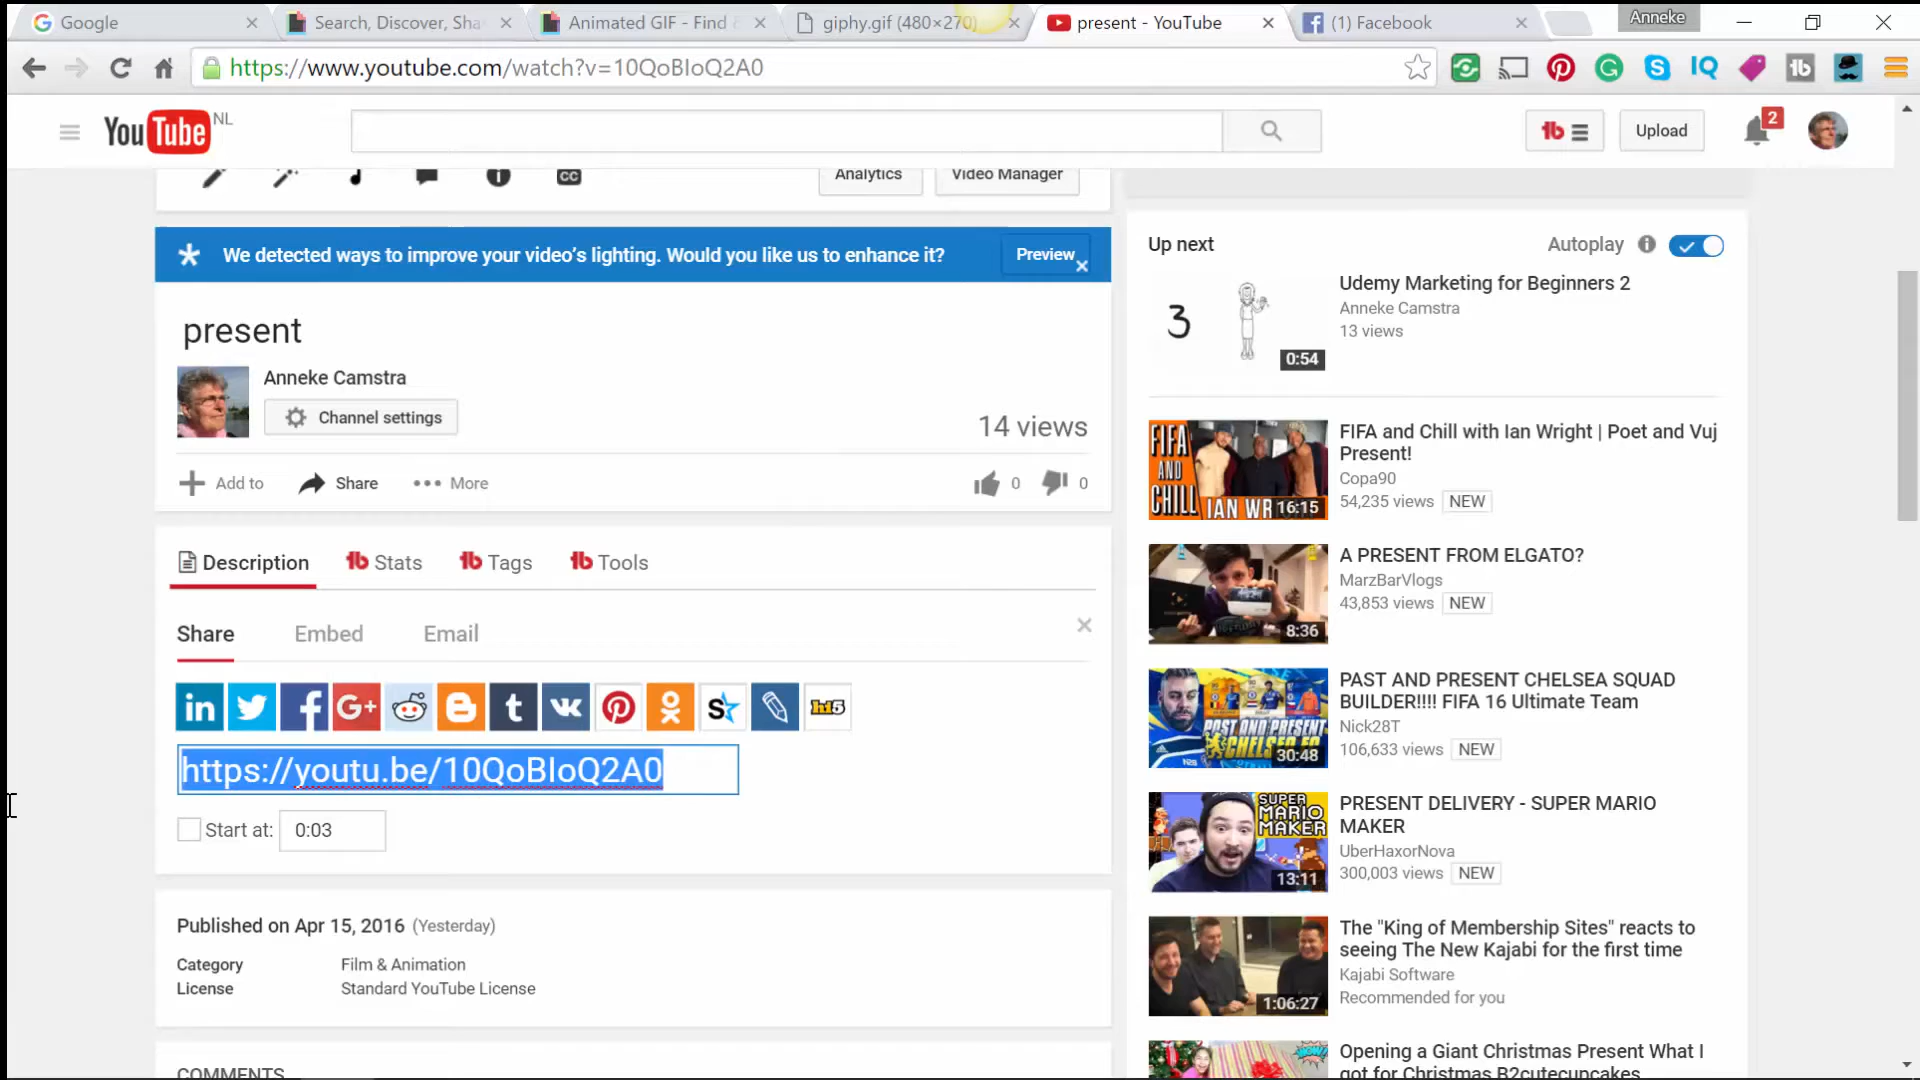 Google
Search, Discover, Sha
Animated GIF - Find &
giphy.gif (480×270)
present - YouTube
(1) Facebook
Anneke
https://www.youtube.com/watch?v=10QoBIoQ2A0
IQ
YouTube NL
Upload
2
CC
Analytics
Video Manager
We detected ways to improve your video's lighting. Would you like us to enhance it?
Preview
present
Anneke Camstra
Channel settings
14 views
Add to
Share
More
0
0
Description
Stats
Tags
Tools
Share
Embed
Email
https://youtu.be/10QoBIoQ2A0
Start at:
0:03
Published on Apr 15, 2016 (Yesterday)
Category
Film & Animation
License
Standard YouTube License
COMMENTS
Up next
Autoplay
3
0:54
Udemy Marketing for Beginners 2
Anneke Camstra
13 views
FIFA
AND
CHILL
IAN WR
16:15
FIFA and Chill with Ian Wright | Poet and Vuj
Present!
Copa90
54,235 views NEW
8:36
A PRESENT FROM ELGATO?
MarzBarVlogs
43,853 views NEW
PAST AND PRESENT
CHELSEA
30:48
PAST AND PRESENT CHELSEA SQUAD
BUILDER!!!! FIFA 16 Ultimate Team
Nick28T
106,633 views NEW
SUPER
MARIO
MAKER
13:11
PRESENT DELIVERY - SUPER MARIO
MAKER
UberHaxorNova
300,003 views NEW
1:06:27
The "King of Membership Sites" reacts to
seeing The New Kajabi for the first time
Kajabi Software
Recommended for you
WOW!
Opening a Giant Christmas Present What I
got for Christmas B2cutecupcakes